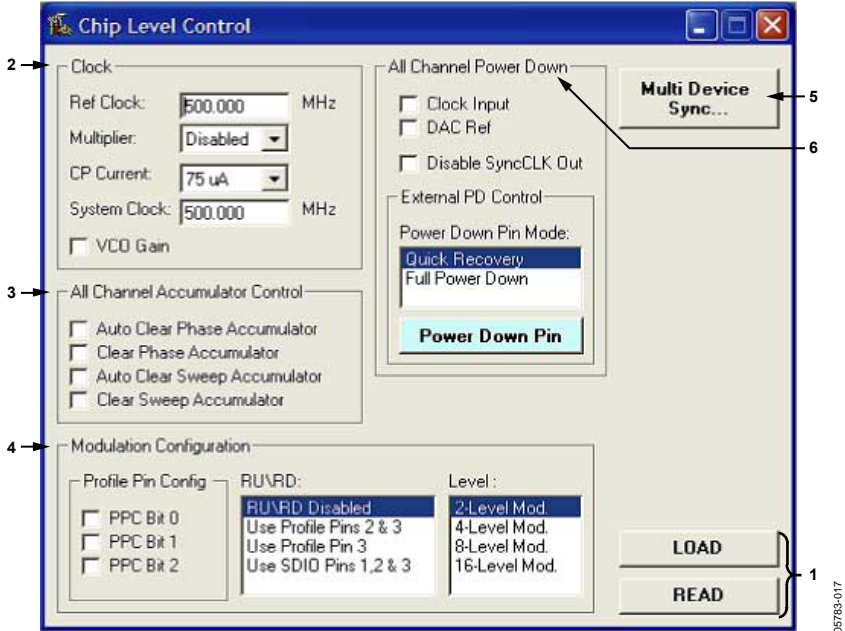 Chip Level Control
2
Clock
Ref Clock: 500.000 MHz
Multiplier: Disabled
CP Current: 75 uA
System Clock: 500.000 MHz
VCO Gain
3
All Channel Accumulator Control
Auto Clear Phase Accumulator
Clear Phase Accumulator
Auto Clear Sweep Accumulator
Clear Sweep Accumulator
All Channel Power Down
Clock Input
DAC Ref
Disable SyncCLK Out
External PD Control
Power Down Pin Mode:
Quick Recovery
Full Power Down
Power Down Pin
Multi Device
Sync...
5
6
4
Modulation Configuration
Profile Pin Config
PPC Bit 0
PPC Bit 1
PPC Bit 2
RU\RD:
RU\RD Disabled
Use Profile Pins 2 & 3
Use Profile Pin 3
Use SDIO Pins 1,2 & 3
Level :
2-Level Mod.
4-Level Mod.
8-Level Mod.
16-Level Mod.
LOAD
READ
1
05783-017